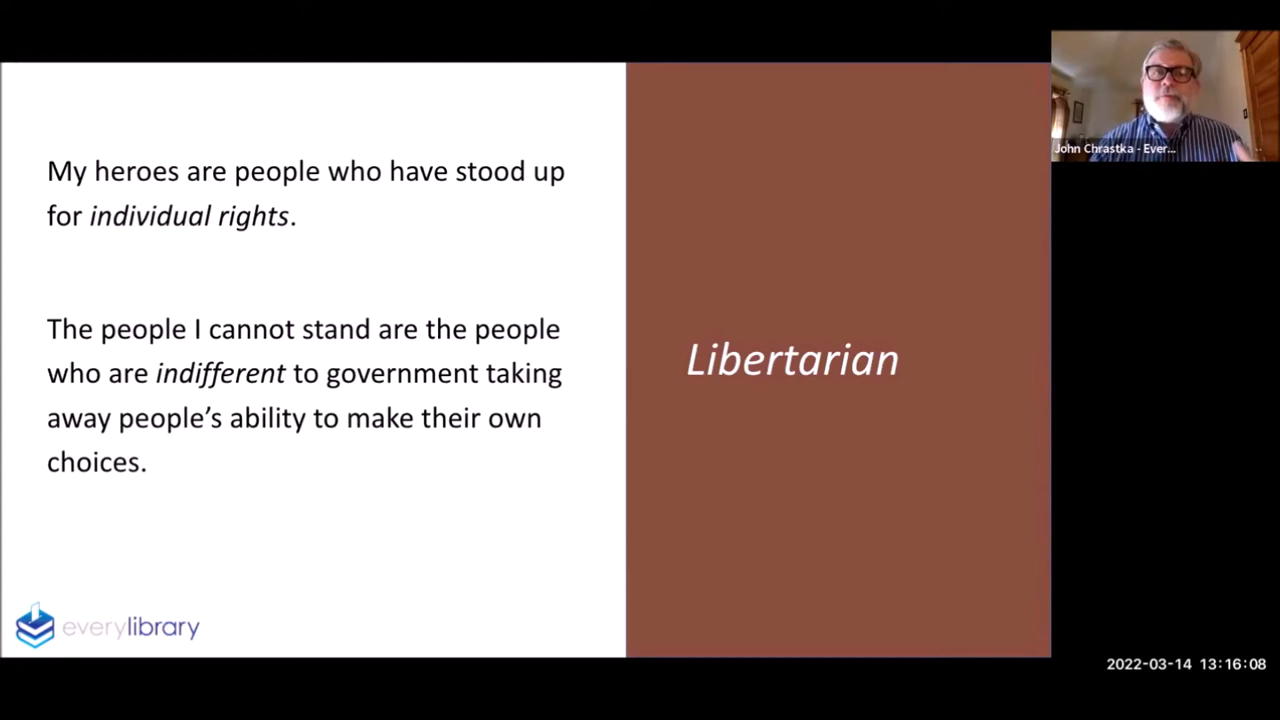 My heroes are people who have stood up
for individual rights.
The people I cannot stand are the people
who are indifferent to government taking
away people’s ability to make their own
choices.
Libertarian
everylibrary
John Chrastka - Ever...
2022-03-14 13:16:08